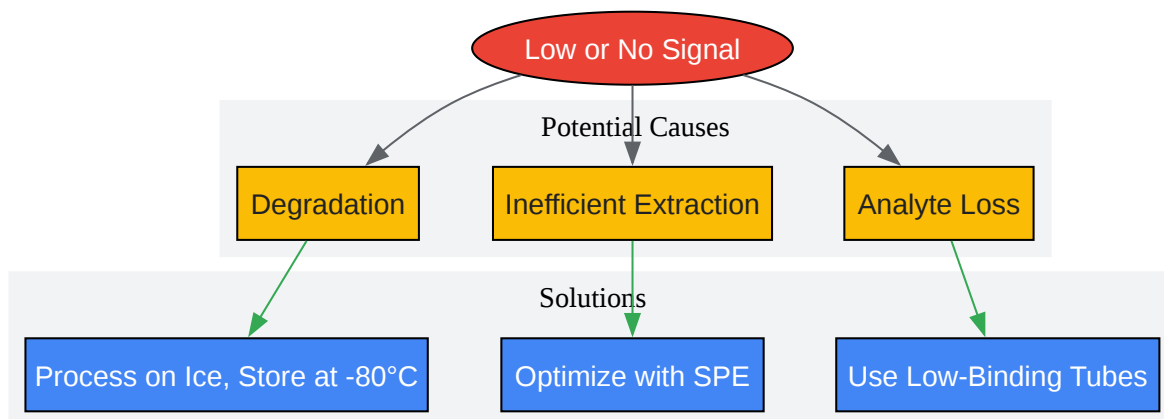 Low or No Signal
Potential Causes
Degradation
Inefficient Extraction
Analyte Loss
Solutions
Process on Ice, Store at -80°C
Optimize with SPE
Use Low-Binding Tubes